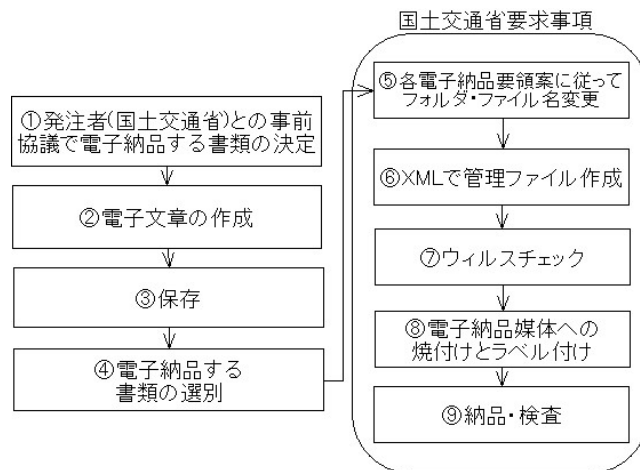 国土交通省要求事項
①発注者(国土交通省)との事前
協議で電子納品する書類の決定
②電子文章の作成
③保存
④電子納品する
書類の選別
⑤各電子納品要領案に従って
フォルダ・ファイル名変更
⑥XMLで管理ファイル作成
⑦ウィルスチェック
⑧電子納品媒体への
焼付けとラベル付け
⑨納品・検査